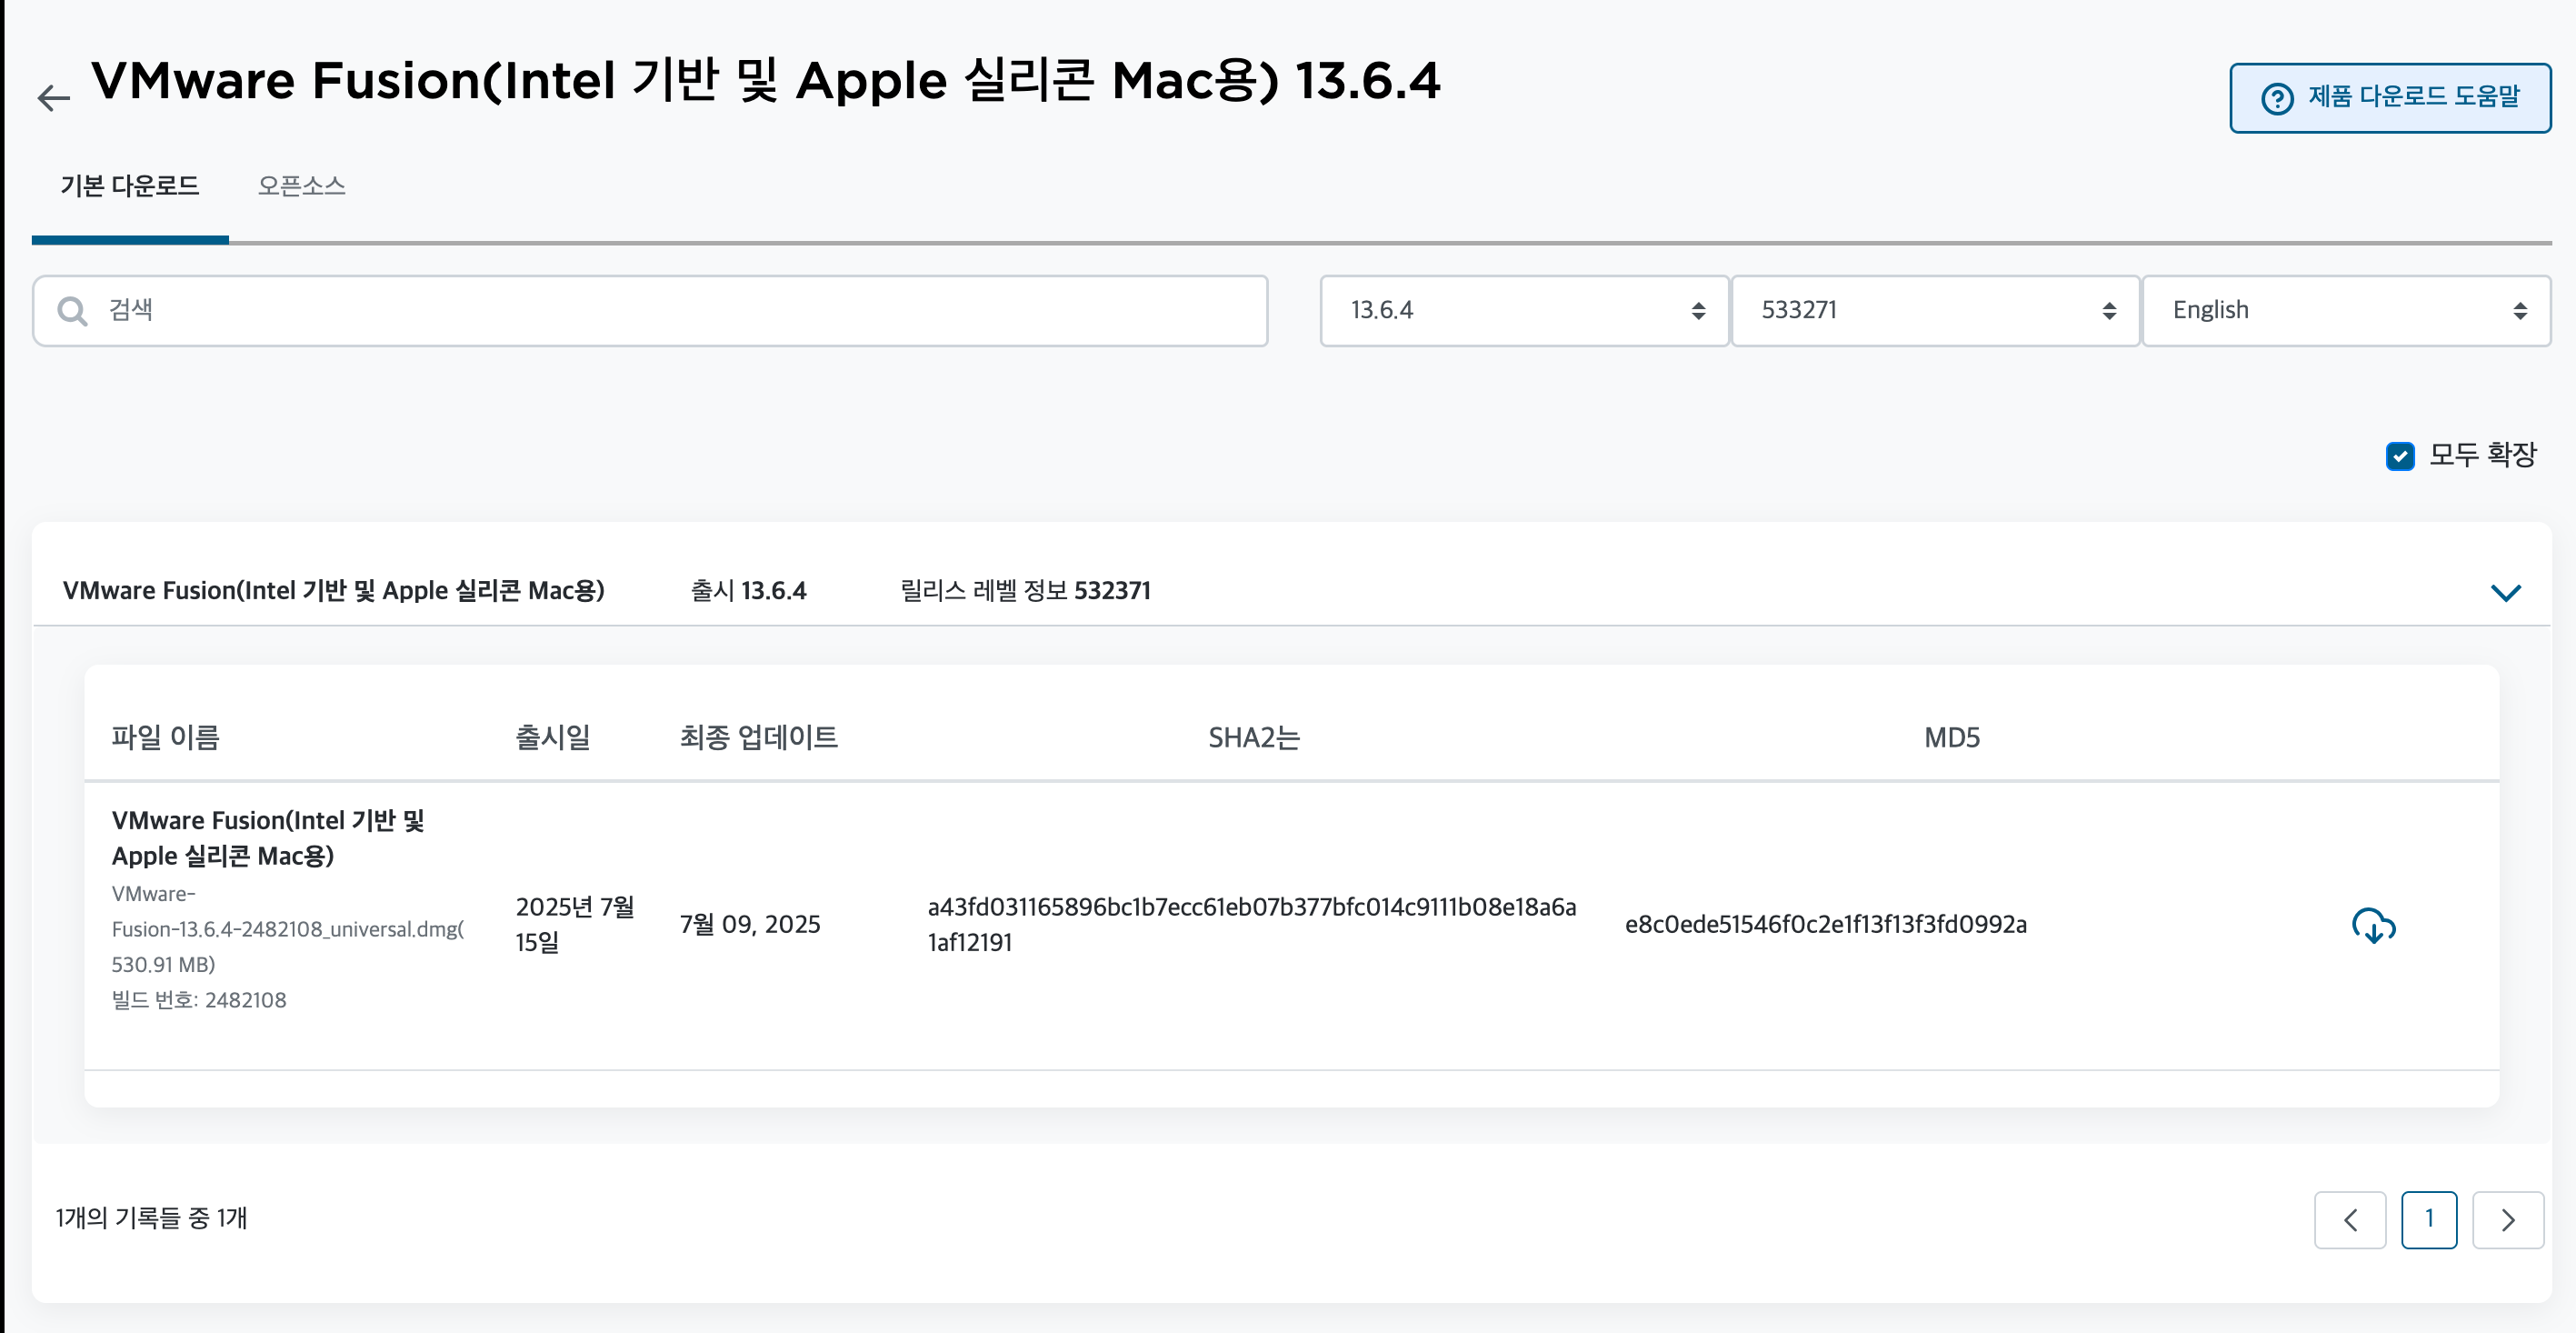 VMware Fusion(Intel 기반 및 Apple 실리콘 Mac용) 13.6.4
제품 다운로드 도움말
기본 다운로드
오픈소스
검색
13.6.4
533271
English
모두 확장
VMware Fusion(Intel 기반 및 Apple 실리콘 Mac용)
출시 13.6.4
릴리스 레벨 정보 532371
파일 이름
출시일
최종 업데이트
SHA2는
MD5
VMware Fusion(Intel 기반 및
Apple 실리콘 Mac용)
VMware-
Fusion-13.6.4-2482108_universal.dmg(
530.91 MB)
빌드 번호: 2482108
2025년 7월
15일
7월 09, 2025
a43fd031165896bc1b7ecc61eb07b377bfc014c9111b08e18a6a
1af12191
e8c0ede51546f0c2e1f13f13f3fd0992a
1개의 기록들 중 1개
1